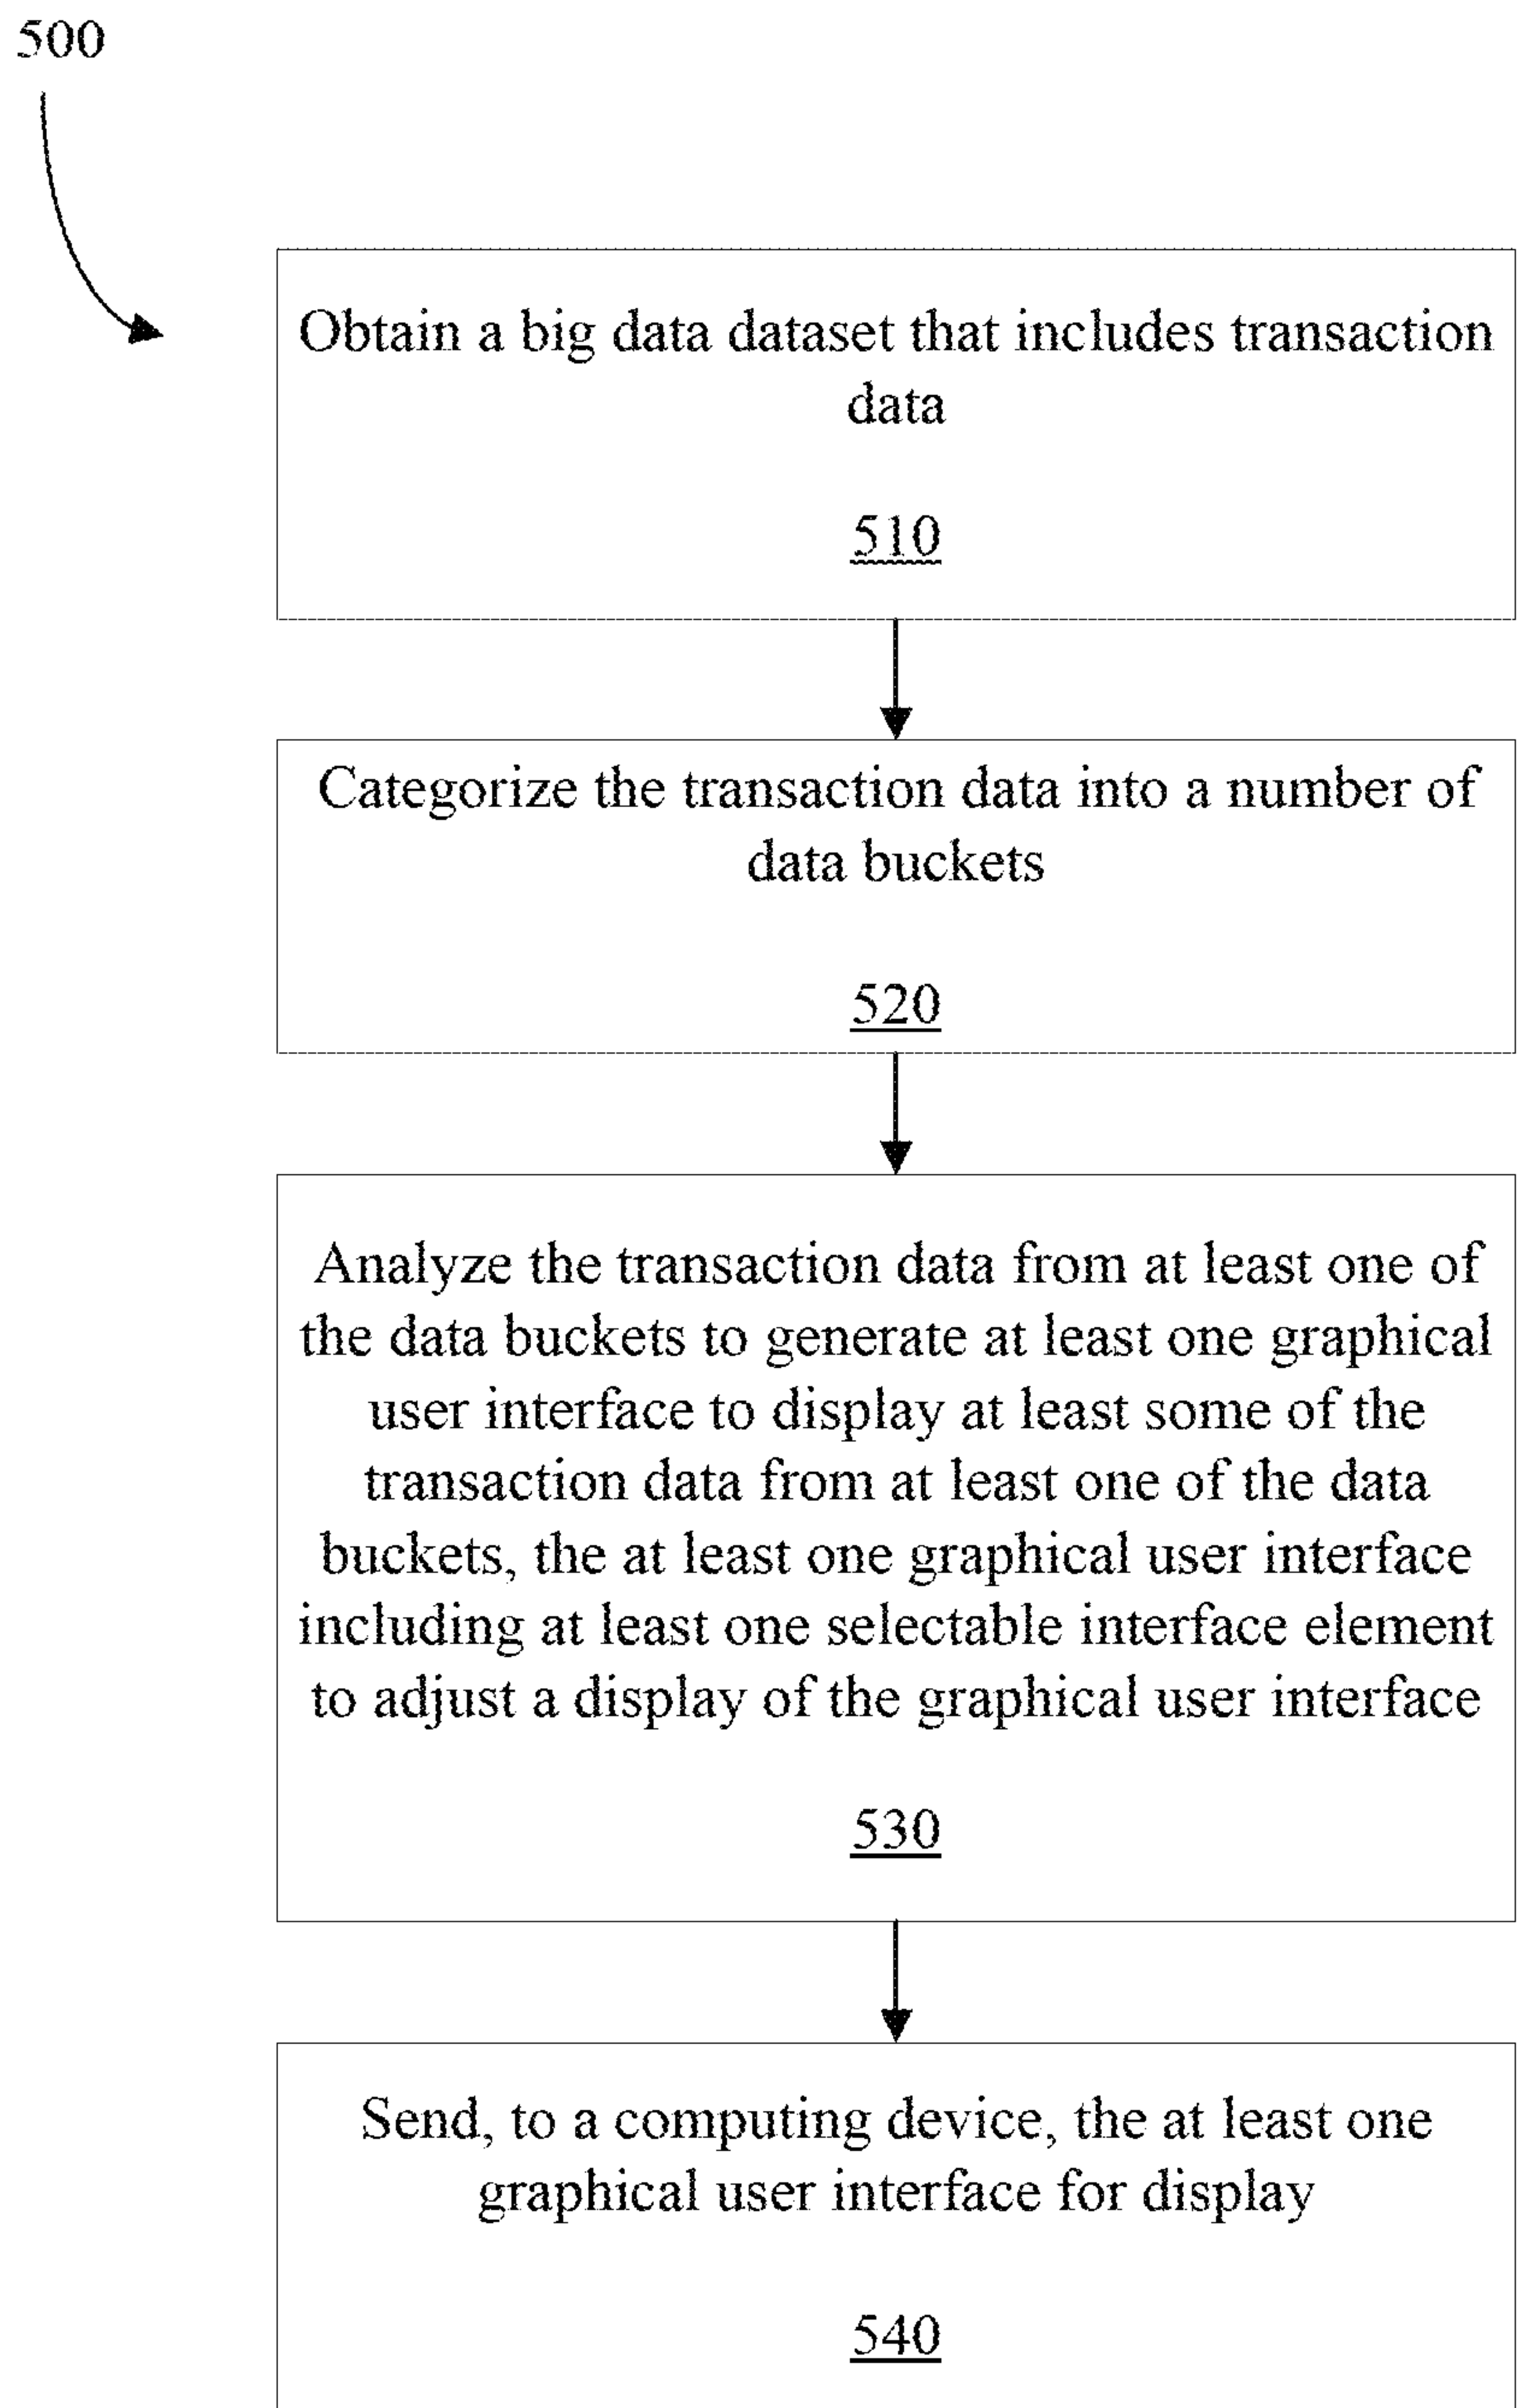 500
Obtain a big data dataset that includes transaction
data
510
Categorize the transaction data into a number of
data buckets
520
Analyze the transaction data from at least one of
the data buckets to generate at least one graphical
user interface to display at least some of the
transaction data from at least one of the data
buckets, the at least one graphical user interface
including at least one selectable interface element
to adjust a display of the graphical user interface
530
Send, to a computing device, the at least one
graphical user interface for display
540